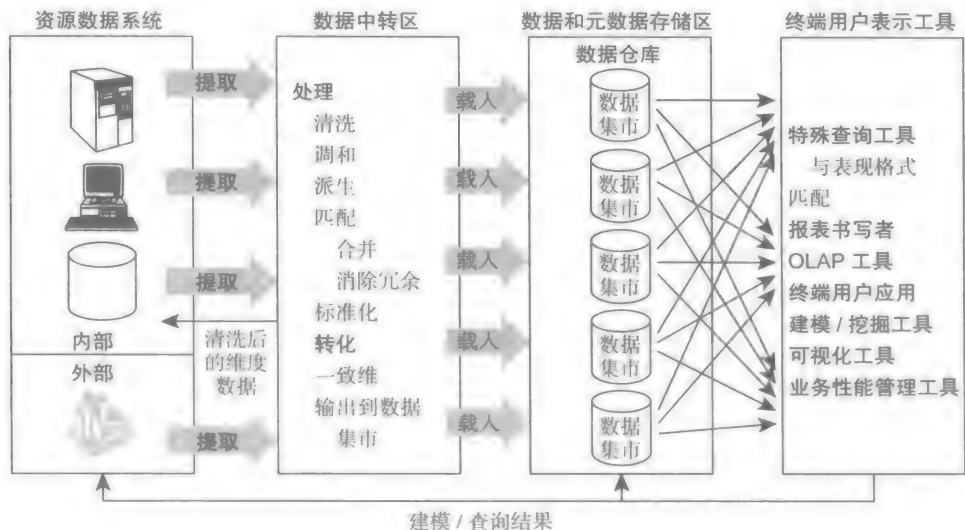 资源数据系统
数据中转区
数据和元数据存储区
终端用户表示工具
提取
提取
提取
内部
外部
提取
清洗后
的维度
数据
处理
清洗
调和
派生
匹配
合并
消除冗余
标准化
转化
一致维
输出到数据
集市
载入
载入
载入
载入
载入
数据仓库
数据
集市
数据
集市
数据
集市
数据
集市
数据
集市
特殊查询工具
与表现格式
匹配
报表书写者
OLAP 工具
终端用户应用
建模 / 挖掘工具
可视化工具
业务性能管理工具
建模 / 查询结果